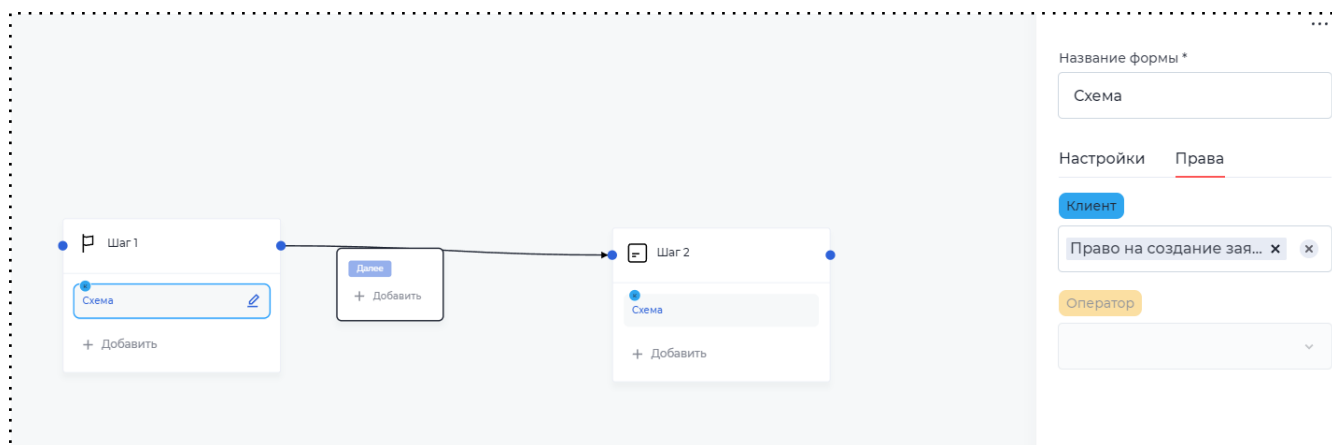 ...
Название формы *
Схема
Настройки Права
Клиент
Право на создание зая... × ×
Оператор
Шаг 1
Схема
+ Добавить
Далее
+ Добавить
Шаг 2
Схема
+ Добавить